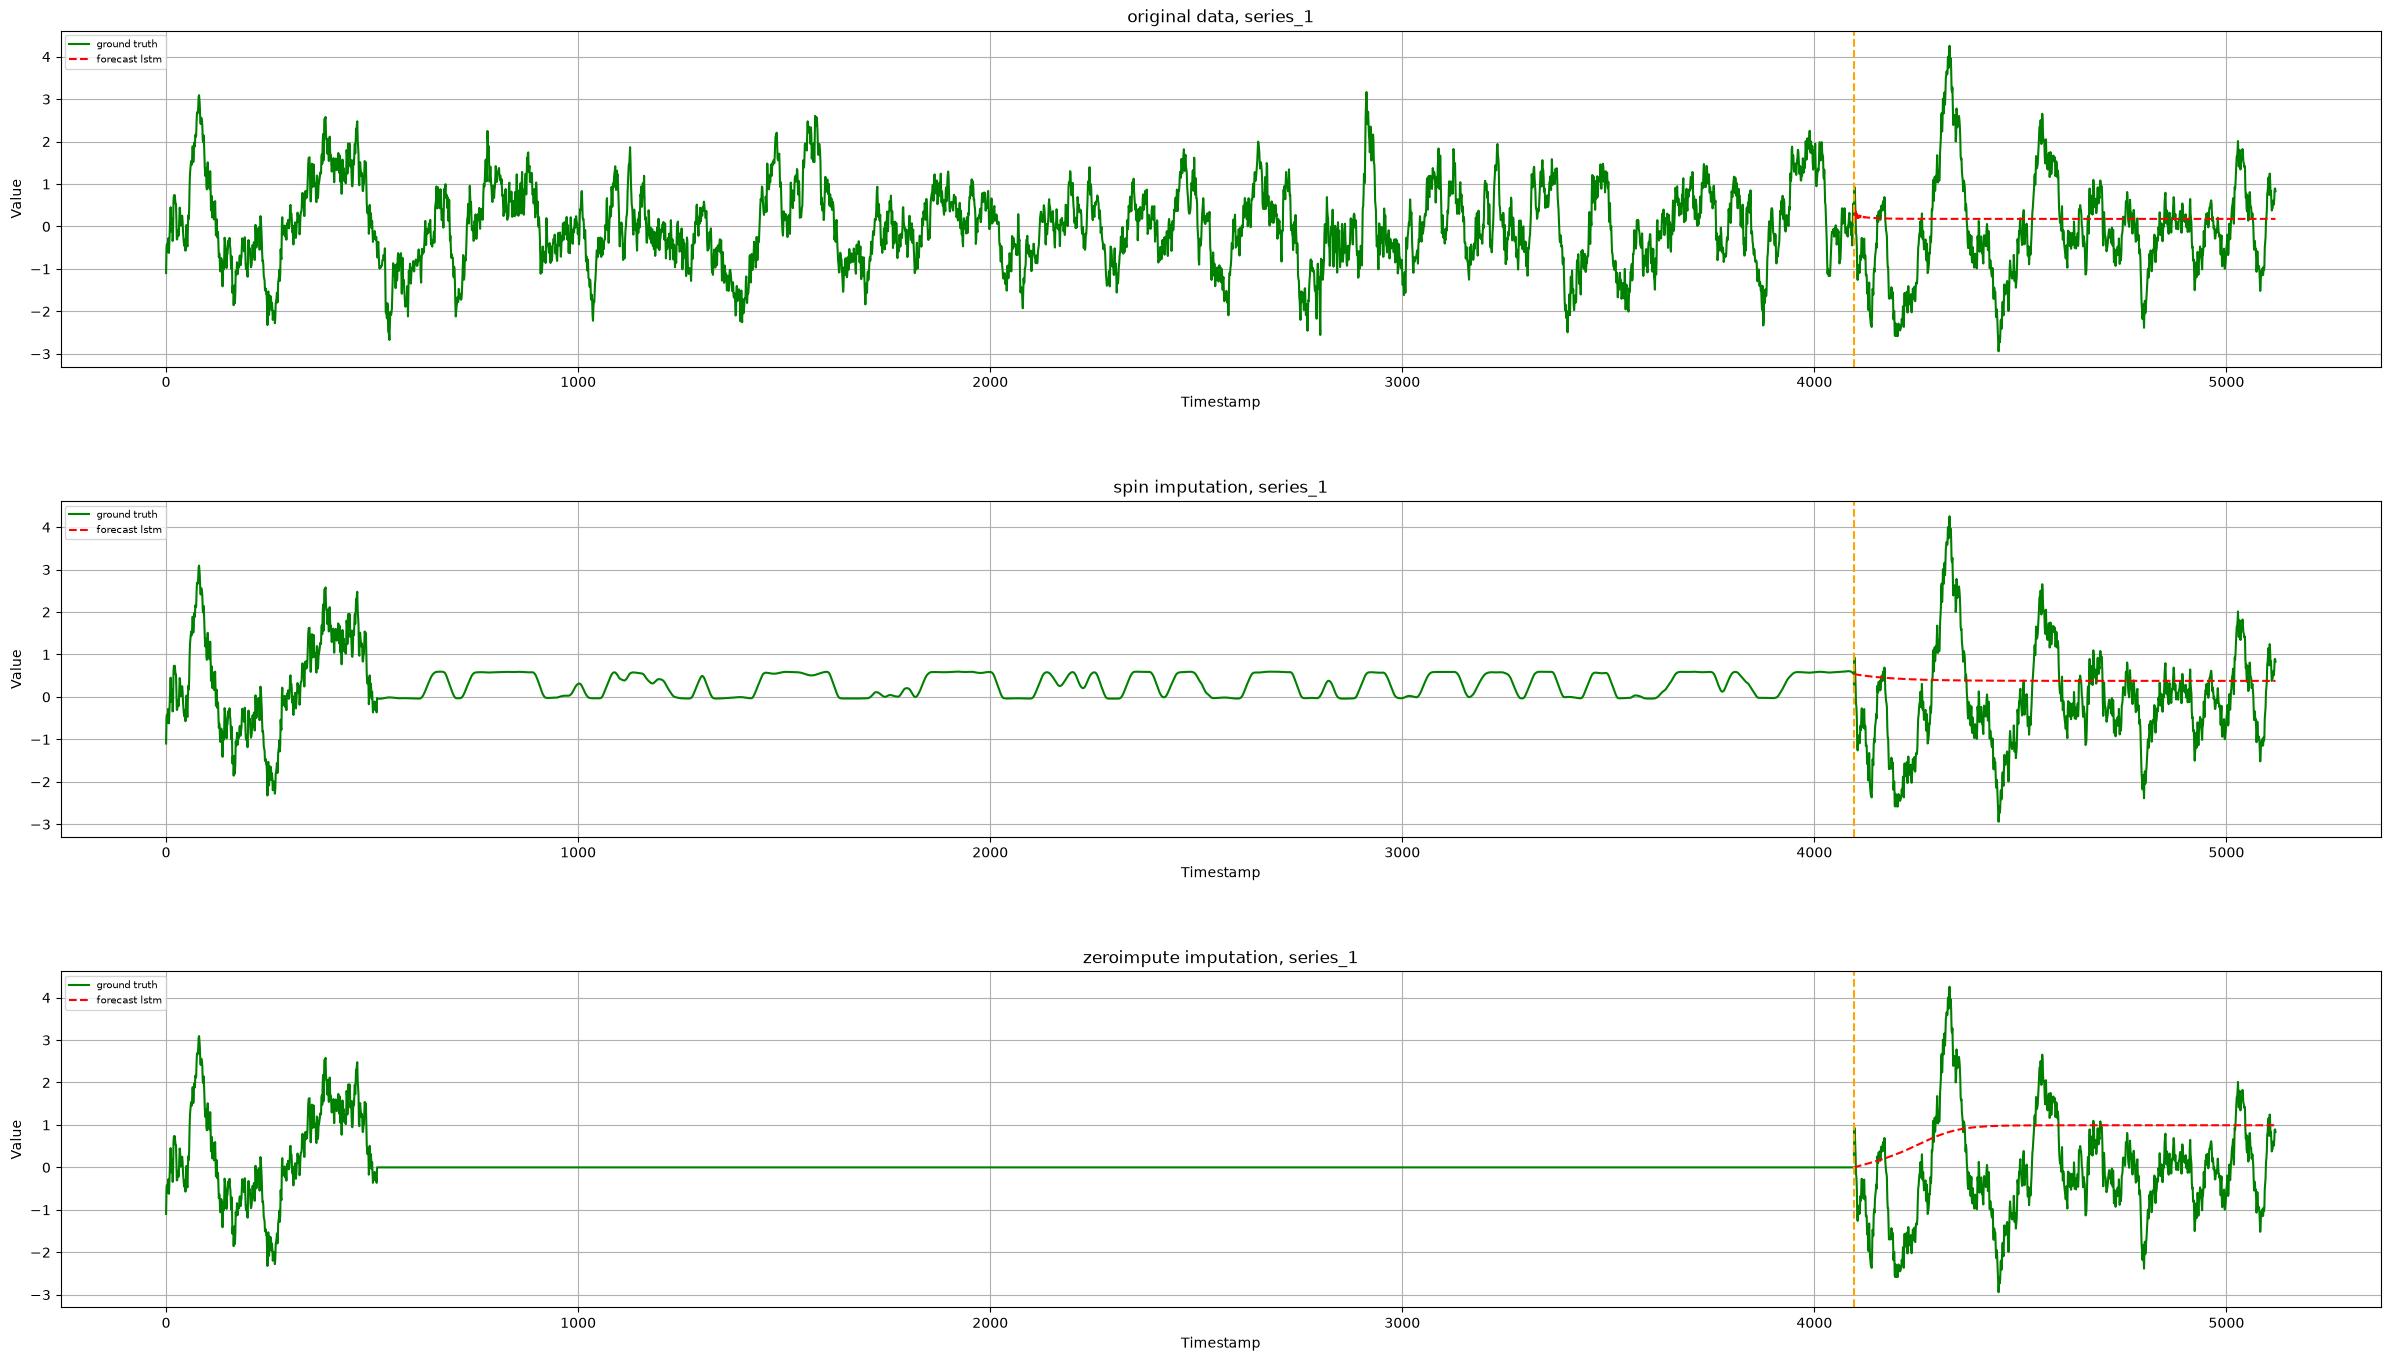 original data, series_1
ground truth
forecast lstm
4
3
2
1
0
−1
−2
−3
Value
0 1000 2000 3000 4000 5000
Timestamp
spin imputation, series_1
ground truth
forecast lstm
4
3
2
1
0
−1
−2
−3
Value
0 1000 2000 3000 4000 5000
Timestamp
zeroimpute imputation, series_1
ground truth
forecast lstm
4
3
2
1
0
−1
−2
−3
Value
0 1000 2000 3000 4000 5000
Timestamp